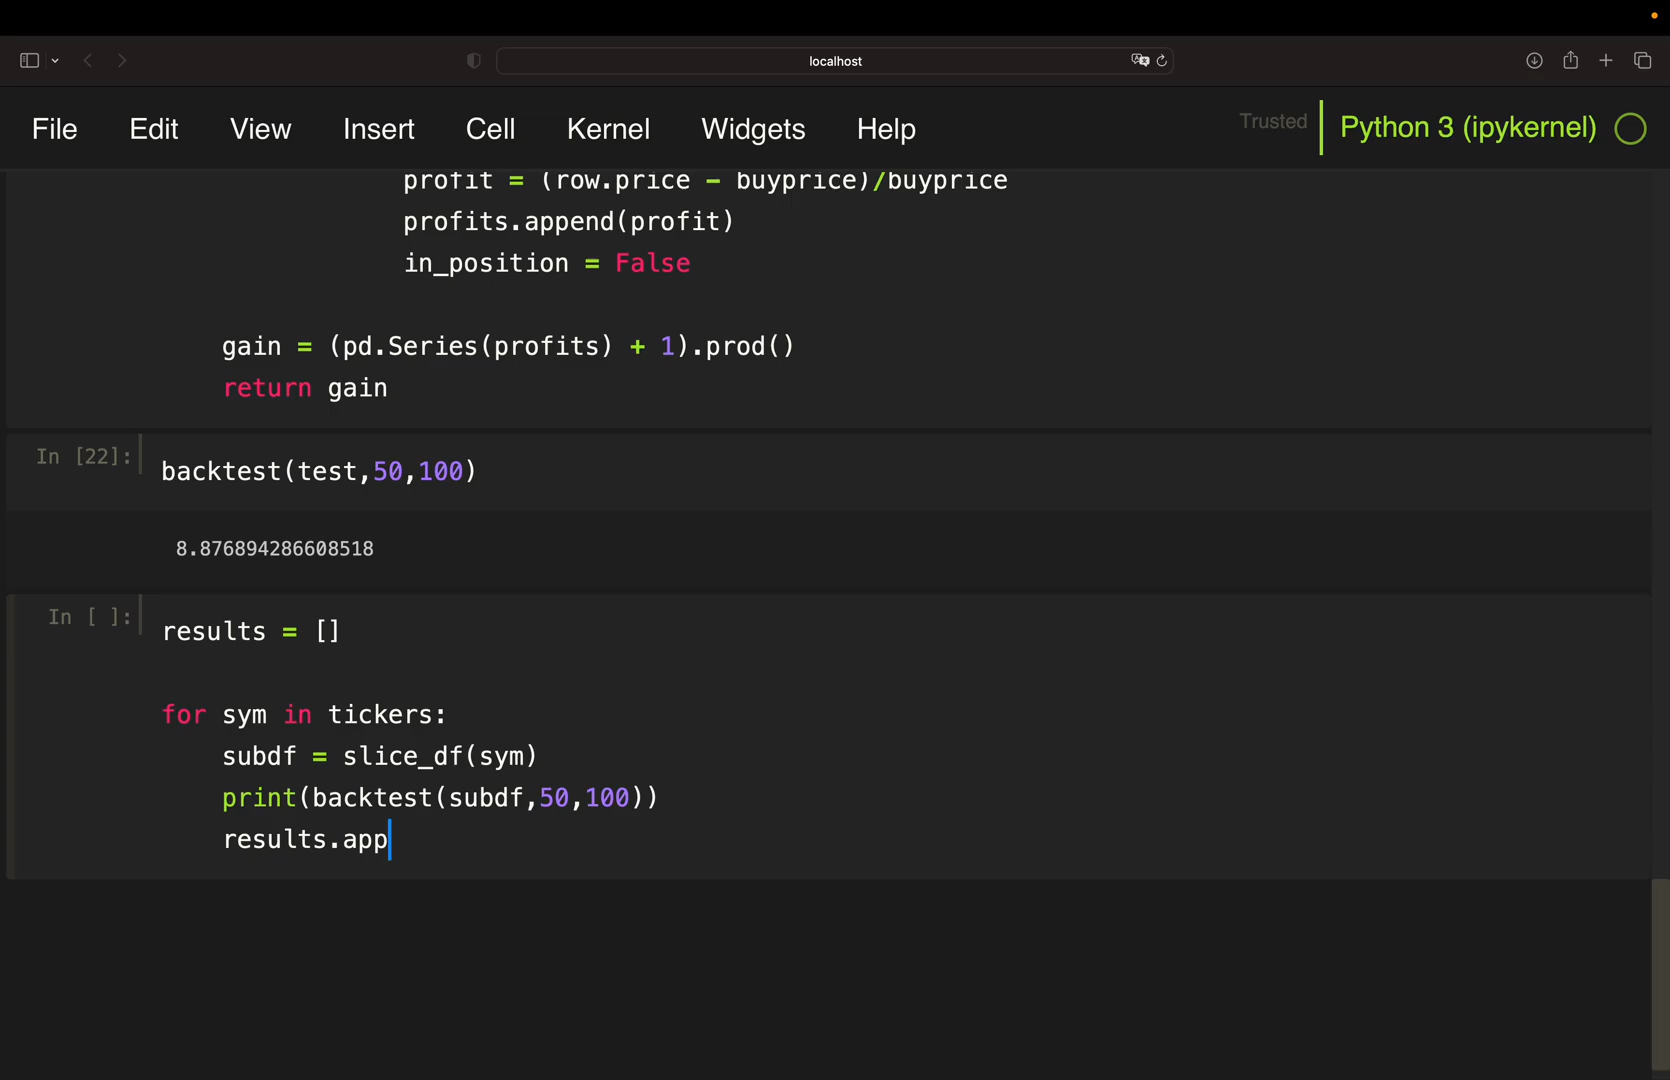 localhost
File Edit View Insert Cell Kernel Widgets Help Trusted Python 3 (ipykernel)
profit = (row.price - buyprice)/buyprice
profits.append(profit)
in_position = False
gain = (pd.Series(profits) + 1).prod()
return gain
In [22]: backtest(test,50,100)
8.876894286608518
In [ ]: results = []
for sym in tickers:
subdf = slice_df(sym)
print(backtest(subdf,50,100))
results.app